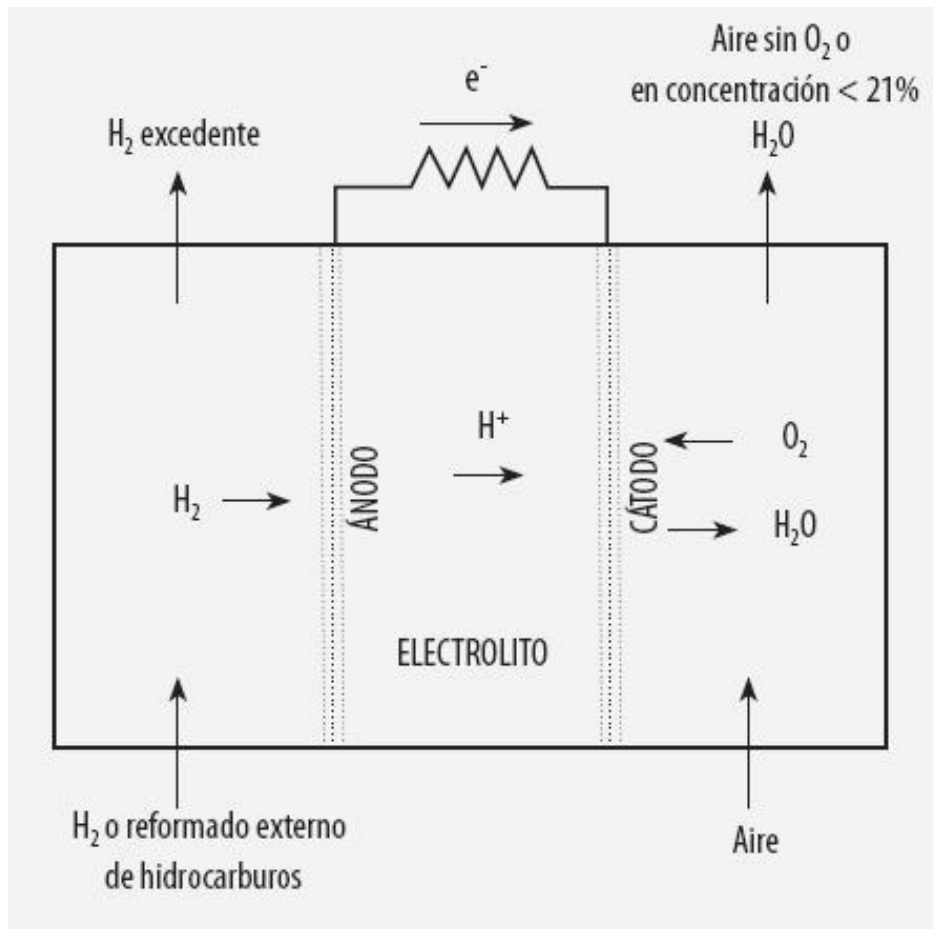 Aire sin O₂ o
en concentración < 21%
H₂O
e⁻
H₂ excedente
H⁺
O₂
H₂
ÁNODO
CÁTODO
H₂O
ELECTROLITO
H₂ o reformado externo
de hidrocarburos
Aire